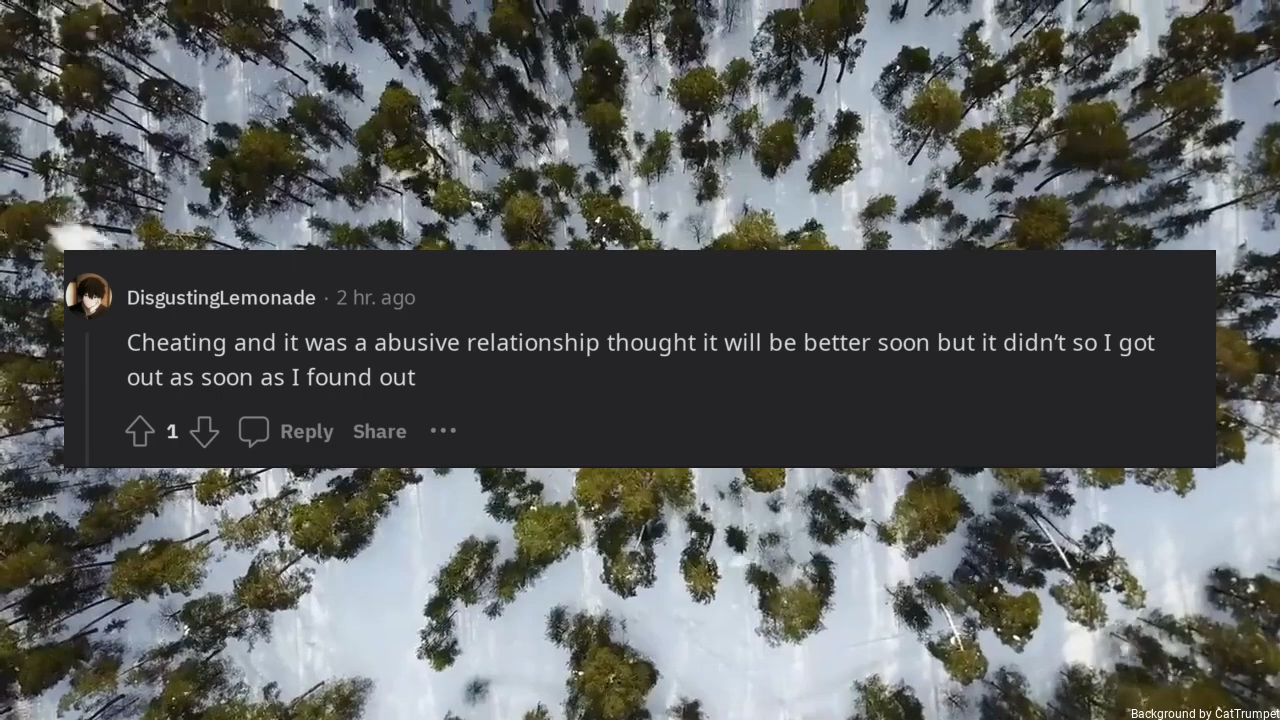 DisgustingLemonade · 2 hr. ago
Cheating and it was a abusive relationship thought it will be better soon but it didn’t so I got
out as soon as I found out
1 Reply Share ···
Background by CatTrumpet